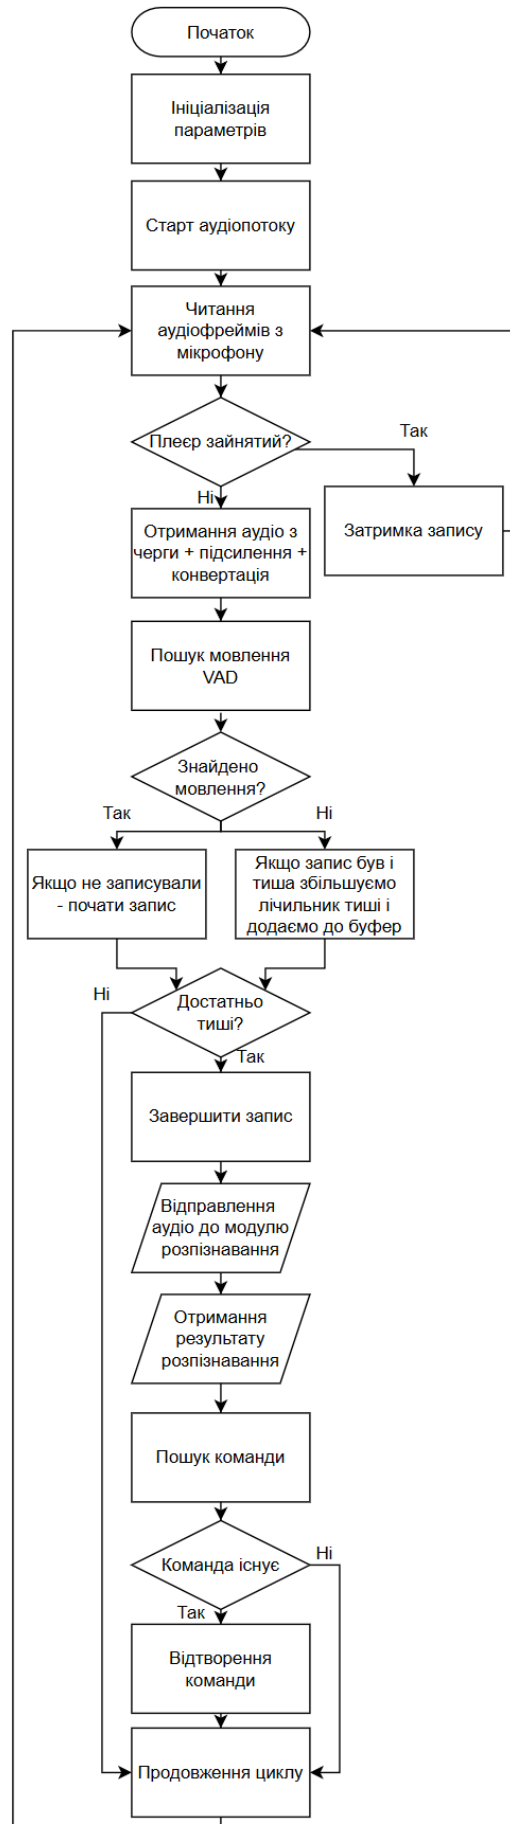 Початок
Ініціалізація
параметрів
Старт аудіопотоку
Читання
аудіофреймів з
мікрофону
Плеєр зайнятий?
Так
Ні
Затримка запису
Отримання аудіо з
черги + підсилення +
конвертація
Пошук мовлення
VAD
Знайдено
мовлення?
Так
Ні
Якщо не записували
- почати запис
Якщо запис був і
тиша збільшуємо
лічильник тиші і
додаємо до буфер
Ні
Достатньо
тиші?
Так
Завершити запис
Відправлення
аудіо до модулю
розпізнавання
Отримання
результату
розпізнавання
Пошук команди
Команда існує
Ні
Так
Відтворення
команди
Продовження циклу